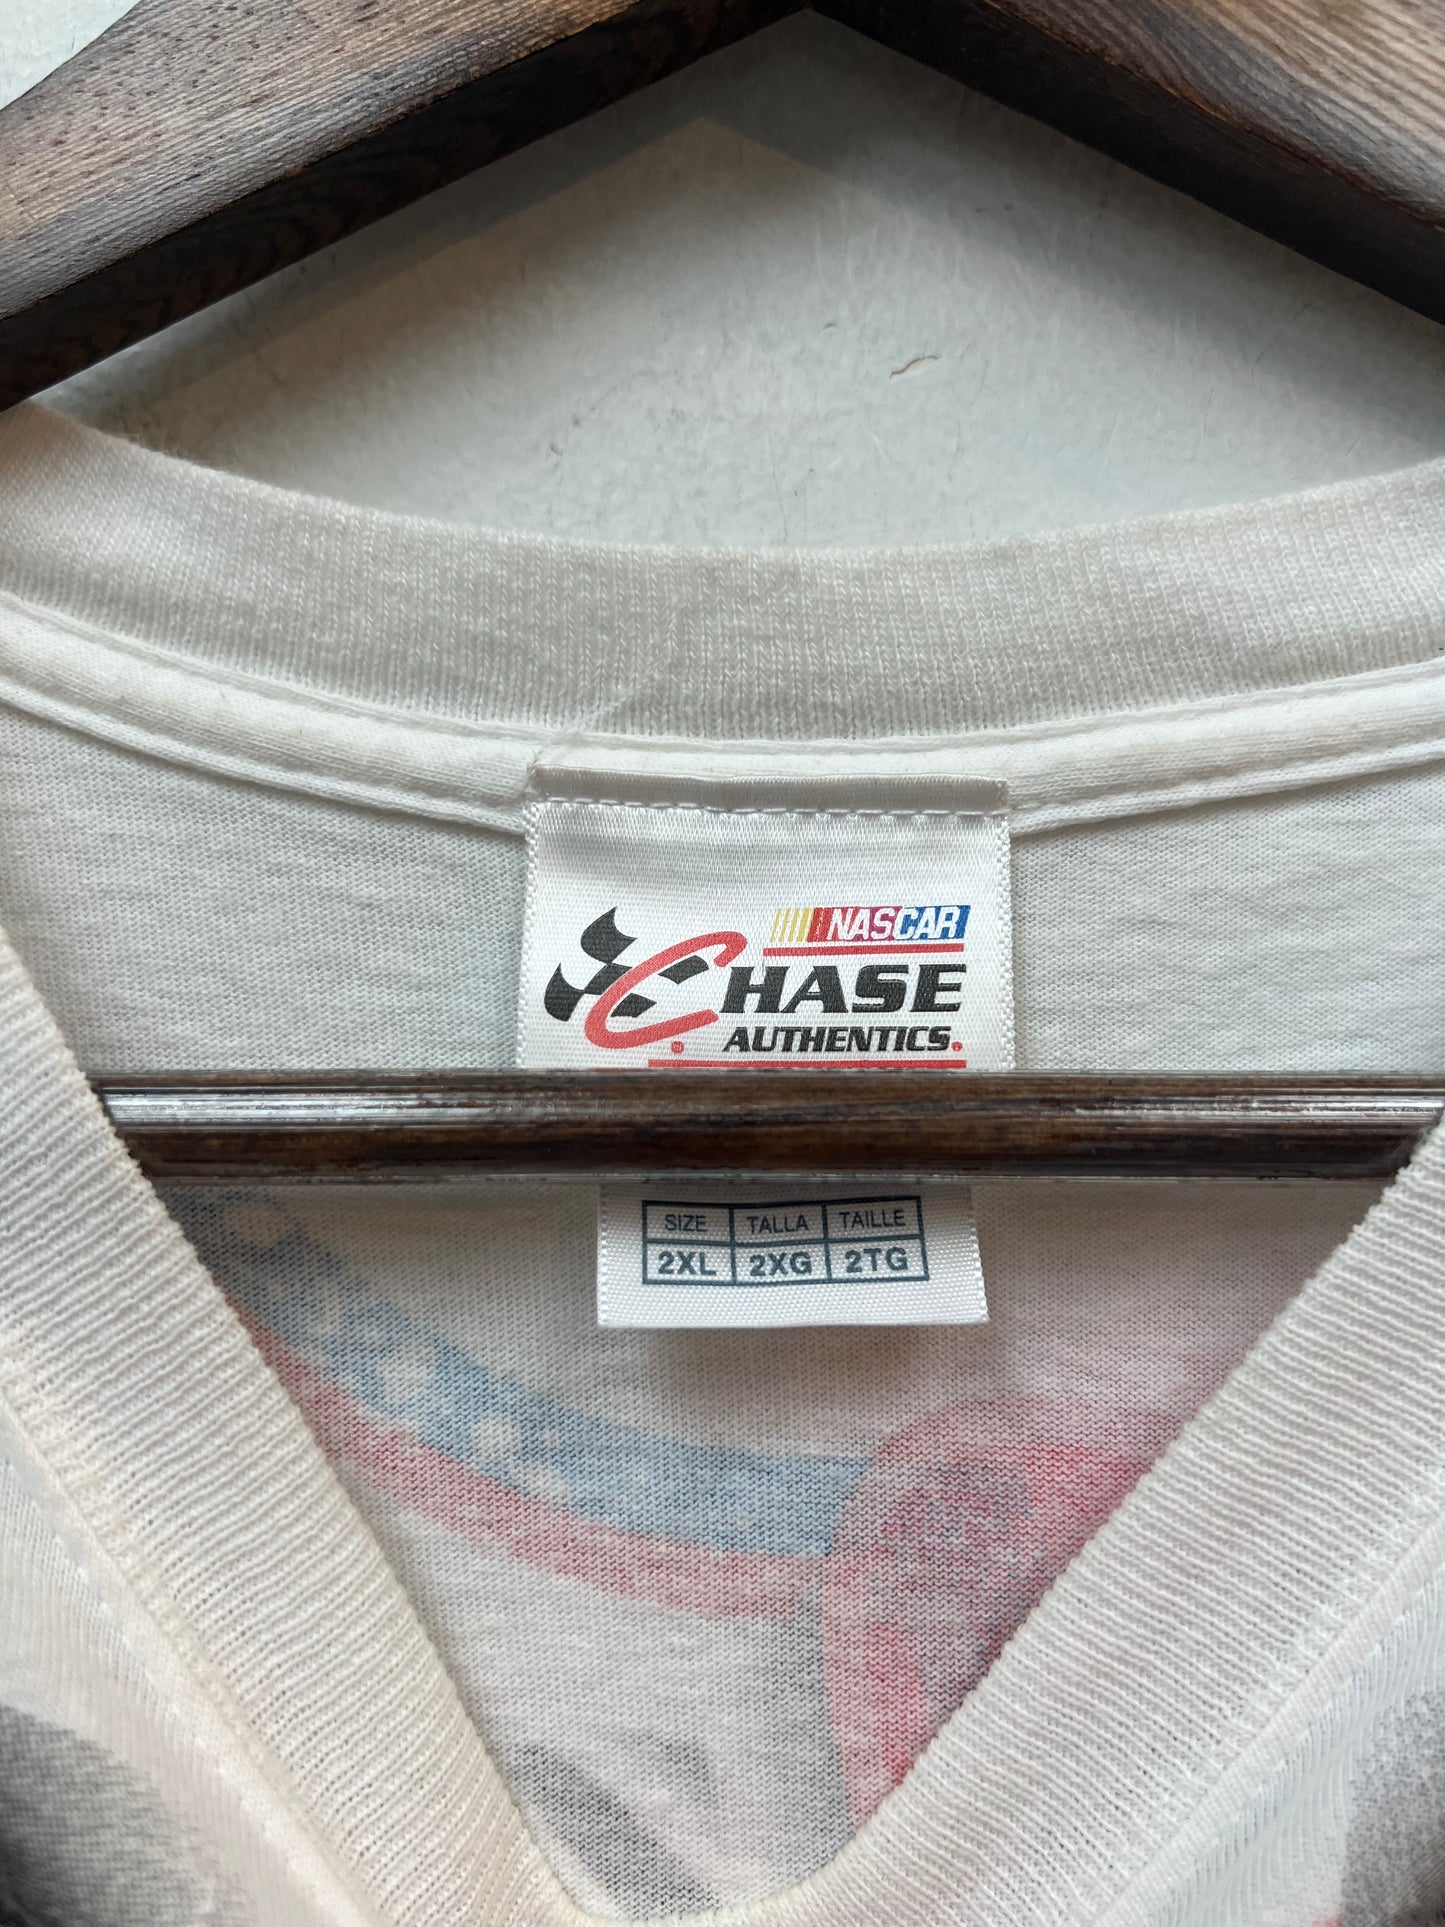 NASCAR
CHASE
AUTHENTICS.
SIZE TALLA TAILLE
2XL 2XG 2TG